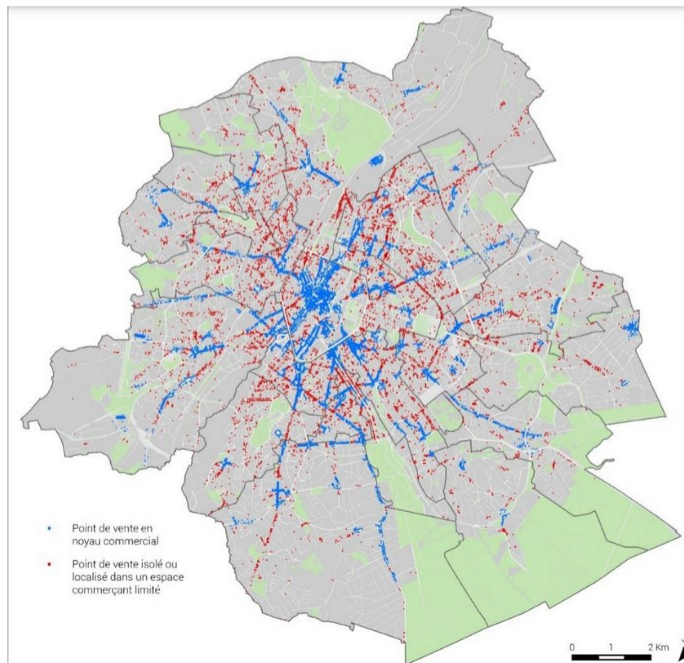 Point de vente en
noyau commercial
Point de vente isolé ou
localisé dans un espace
commerçant limité
0 1 2 Km